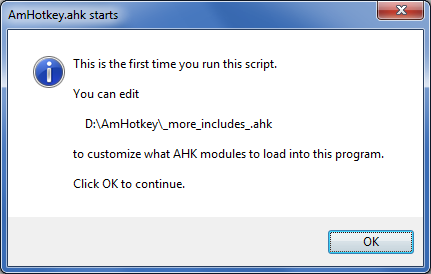 AmHotkey.ahk starts
This is the first time you run this script.
You can edit
D:\AmHotkey\_more_includes_.ahk
to customize what AHK modules to load into this program.
Click OK to continue.
OK